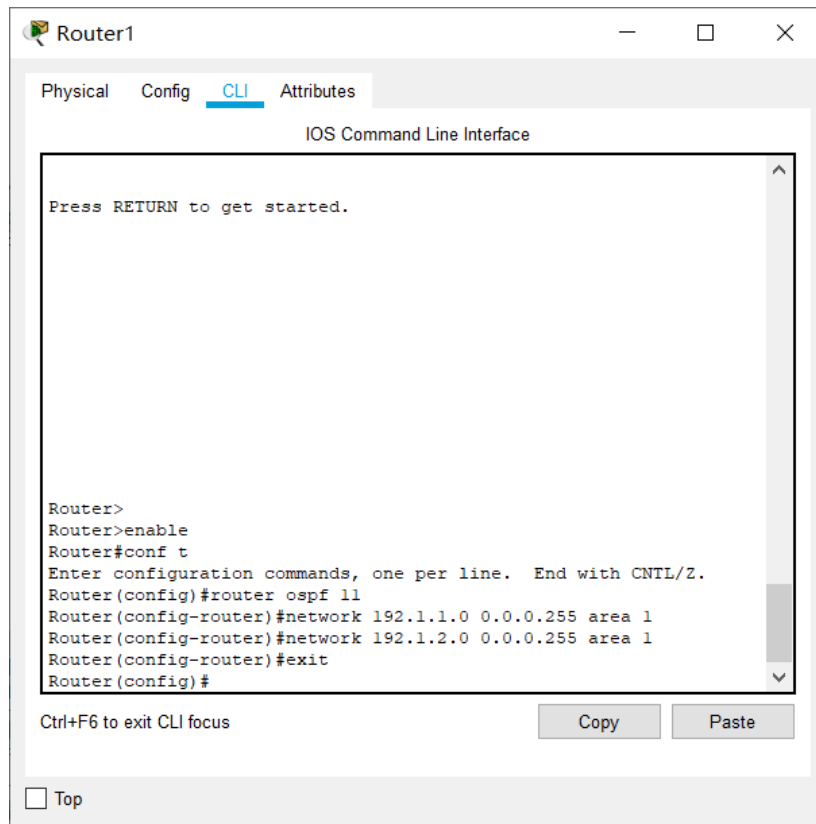 Router1
Physical Config CLI Attributes
IOS Command Line Interface
Press RETURN to get started.
Router>
Router>enable
Router#conf t
Enter configuration commands, one per line.  End with CNTL/Z.
Router(config)#router ospf 11
Router(config-router)#network 192.1.1.0 0.0.0.255 area 1
Router(config-router)#network 192.1.2.0 0.0.0.255 area 1
Router(config-router)#exit
Router(config)#
Ctrl+F6 to exit CLI focus
Copy
Paste
Top